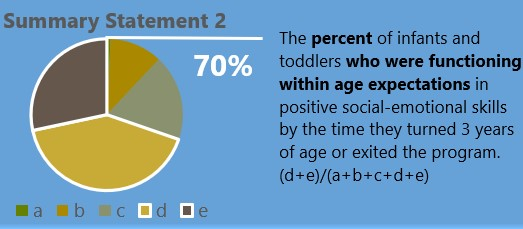 Summary Statement 2
70%
The percent of infants and
toddlers who were functioning
within age expectations in
positive social-emotional skills
by the time they turned 3 years
of age or exited the program.
(d+e)/(a+b+c+d+e)
a b c d e